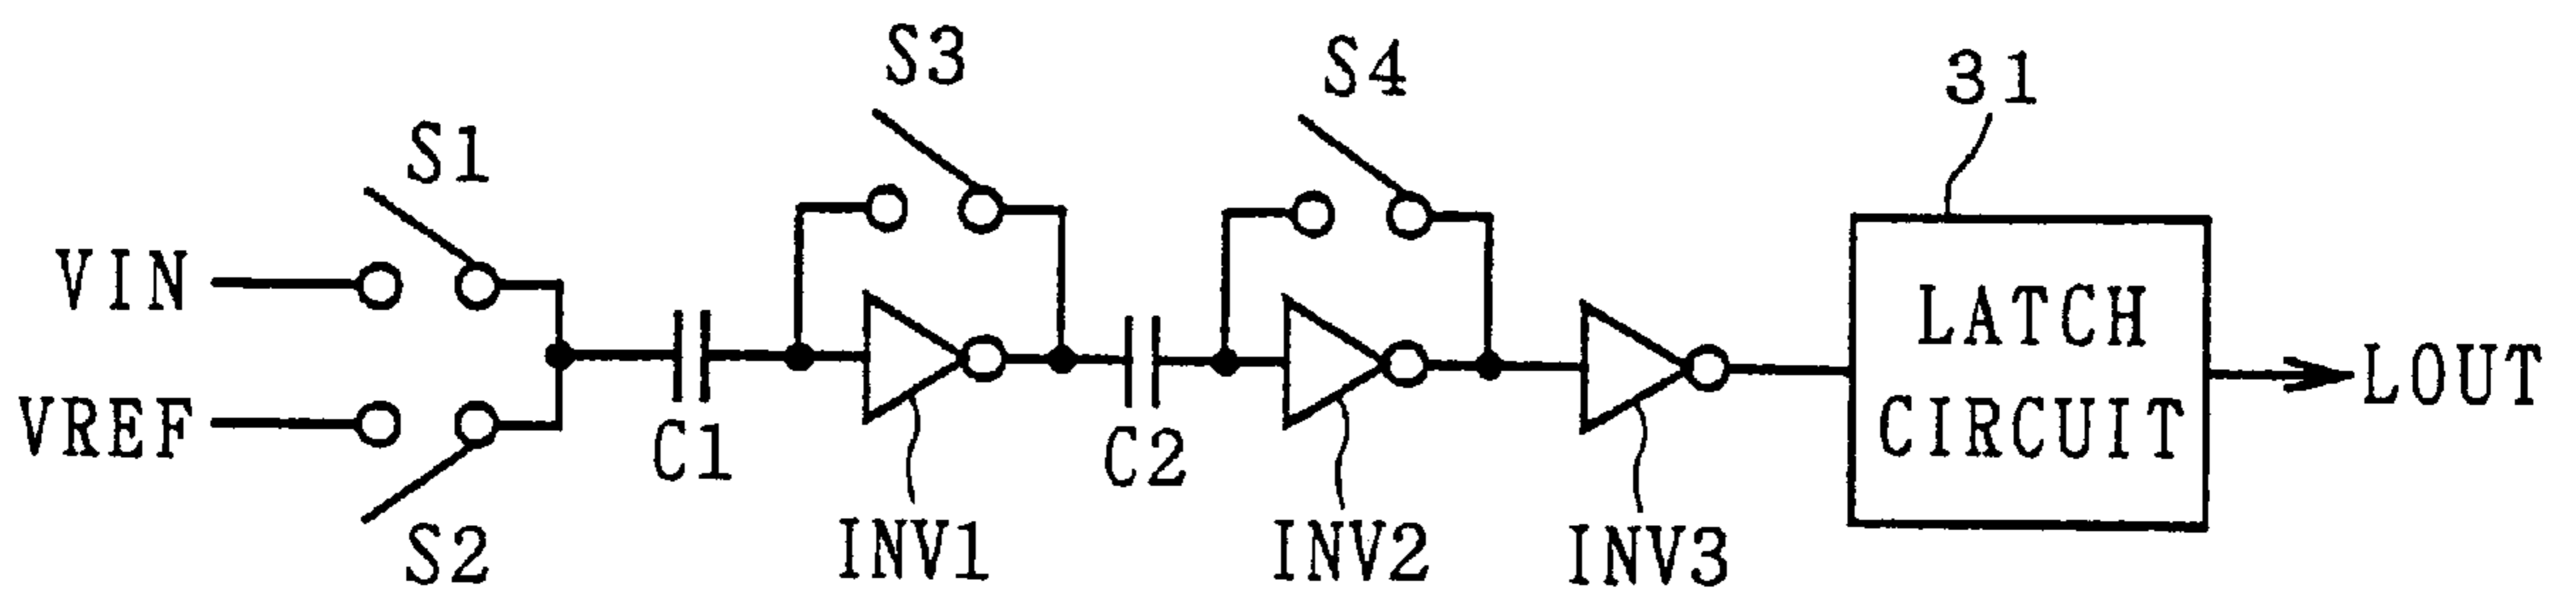 S3
S4
31
S1
VIN
VREF
S2
C1
INV1
C2
INV2
INV3
LATCH
CIRCUIT
LOUT